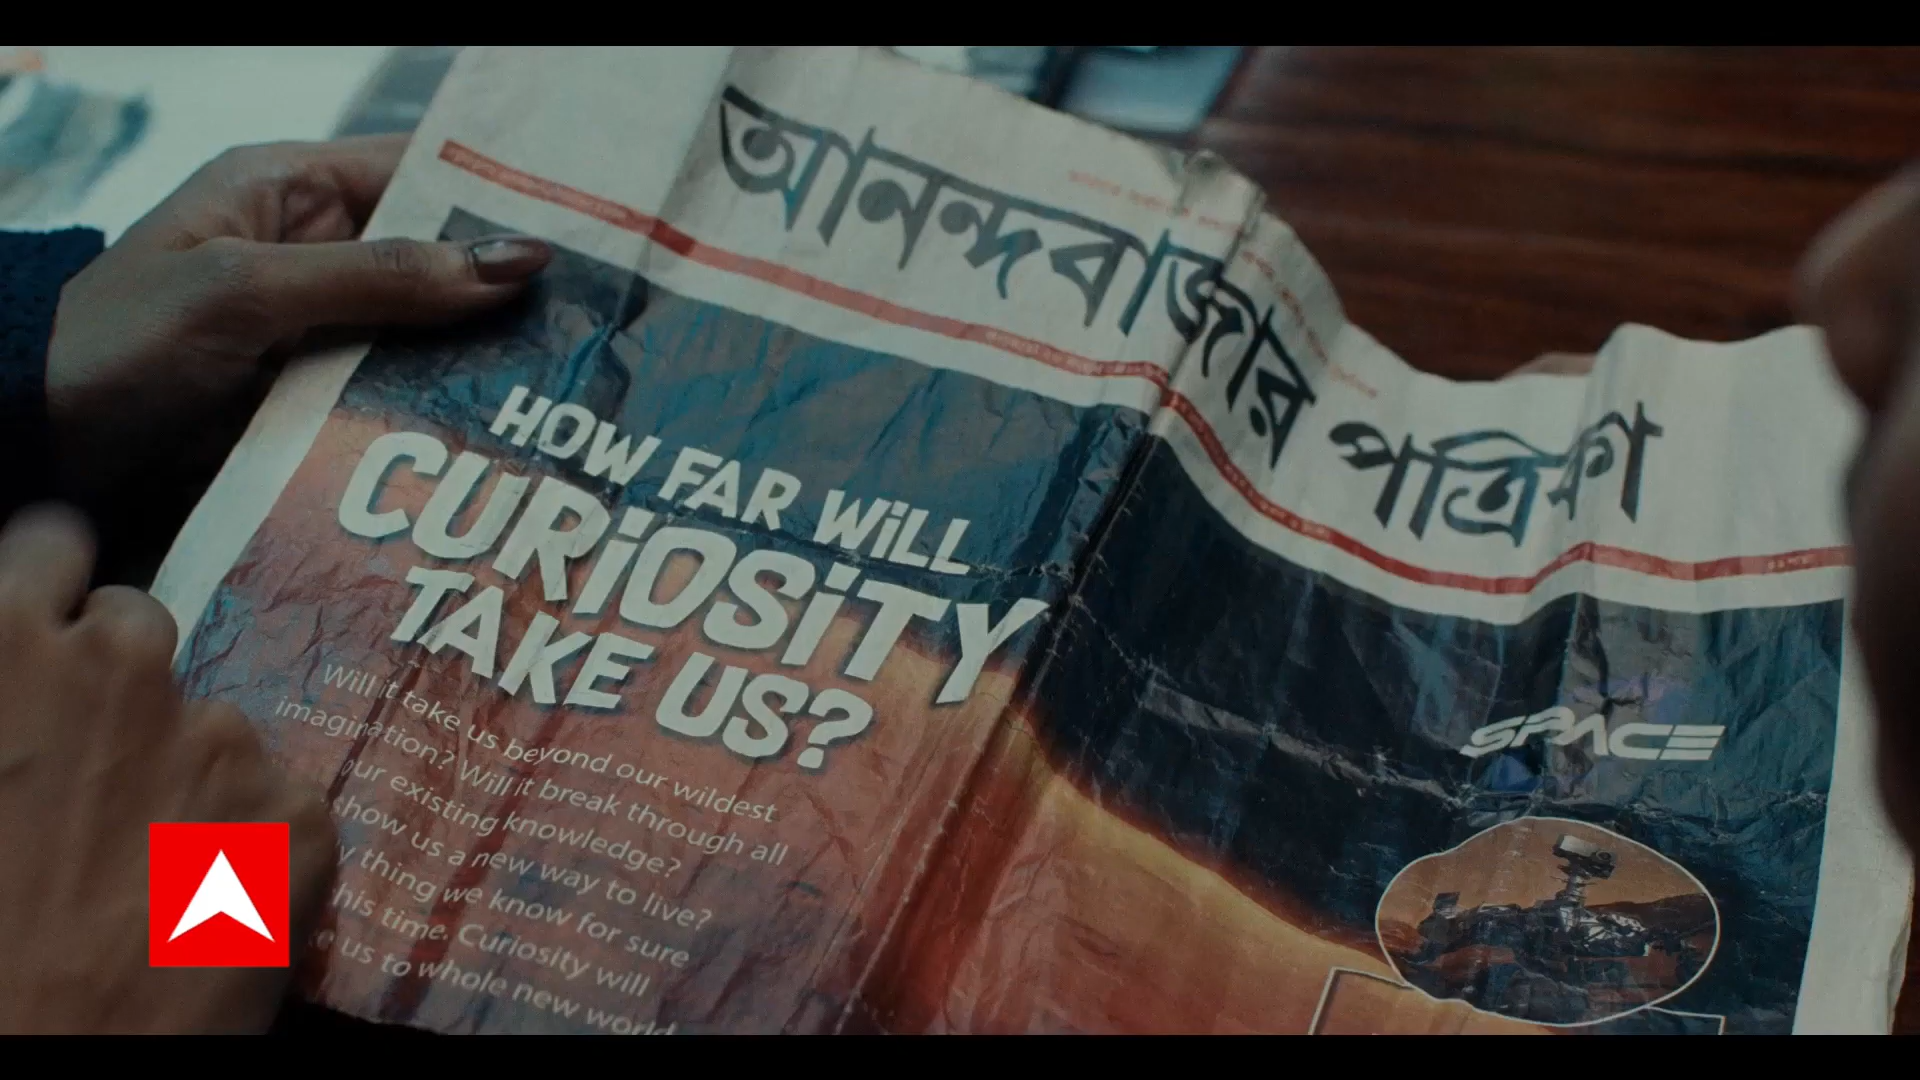 আনন্দবাজার পত্রিকা
HOW FAR WiLL
CURiOSiTY
TAKE US?
Will it take us beyond our wildest
imagination? Will it break through all
our existing knowledge?
show us a new way to live?
thing we know for sure
this time. Curiosity will
us to whole new world
SPACE